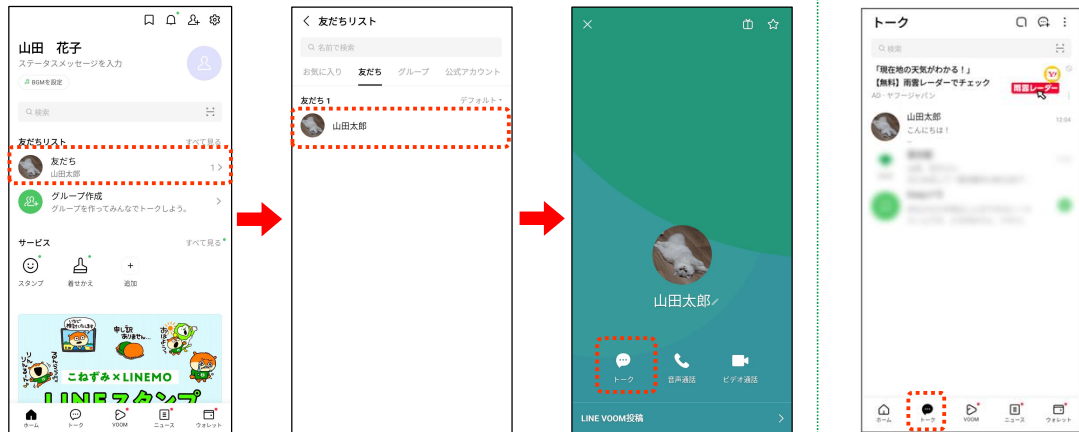 山田 花子
ステータスメッセージを入力
BGMを設定
検索
友だちリスト すべて見る
友だち
山田太郎
1
グループ作成
グループを作ってみんなでトークしよう。
サービス すべて見る
スタンプ 着せかえ 追加
申し訳ありません…
おはよう
こねずみ×LINEMO
LINEスタンプ
ホーム トーク VOOM ニュース ウォレット
友だちリスト
名前で検索
お気に入り 友だち グループ 公式アカウント
友だち 1 デフォルト
山田太郎
山田太郎
トーク 音声通話 ビデオ通話
LINE VOOM投稿
トーク
検索
「現在地の天気がわかる！」
【無料】雨雲レーダーでチェック
AD・ヤフージャパン
Y!
雨雲レーダー
山田太郎 12:04
こんにちは！
ホーム トーク VOOM ニュース ウォレット